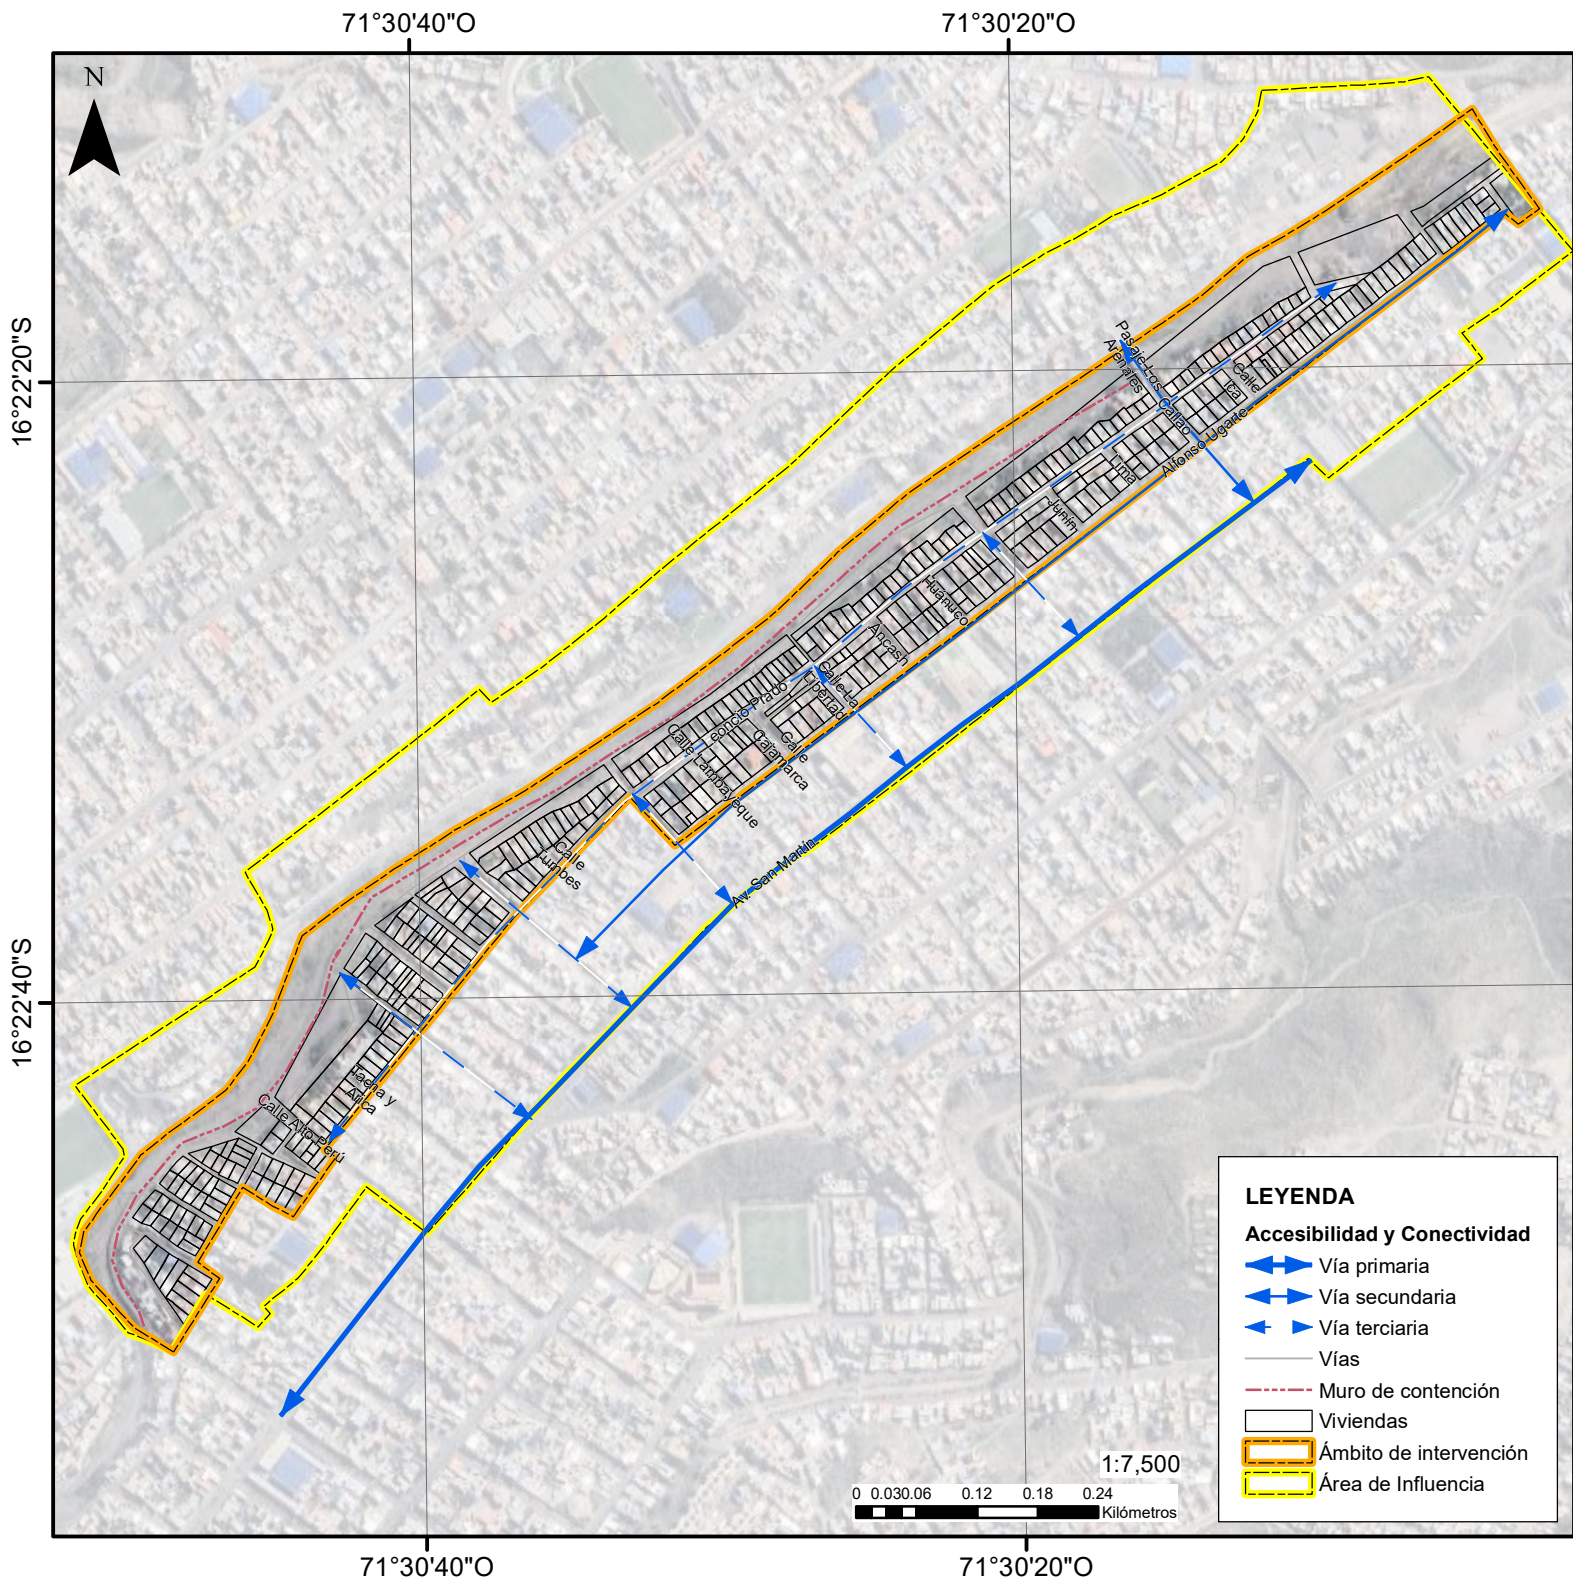 71°30'40"O
71°30'20"O
N
16°22'20"S
16°22'40"S
Pasaje Los
Arenales
Callao
Calle
Ica
Alfonso Ugarte
Lima
Junín
Huánuco
Ancash
Calle La
Libertad
eoncio Prado
Calle
Cajamarca
Calle Lambayeque
Av. San Martín
Calle
Tumbes
Tacna y
Arica
Calle Alto Perú
LEYENDA
Accesibilidad y Conectividad
Vía primaria
Vía secundaria
Vía terciaria
Vías
Muro de contención
Viviendas
Ámbito de intervención
Área de Influencia
1:7,500
0 0.030.06 0.12 0.18 0.24
Kilómetros
71°30'40"O
71°30'20"O